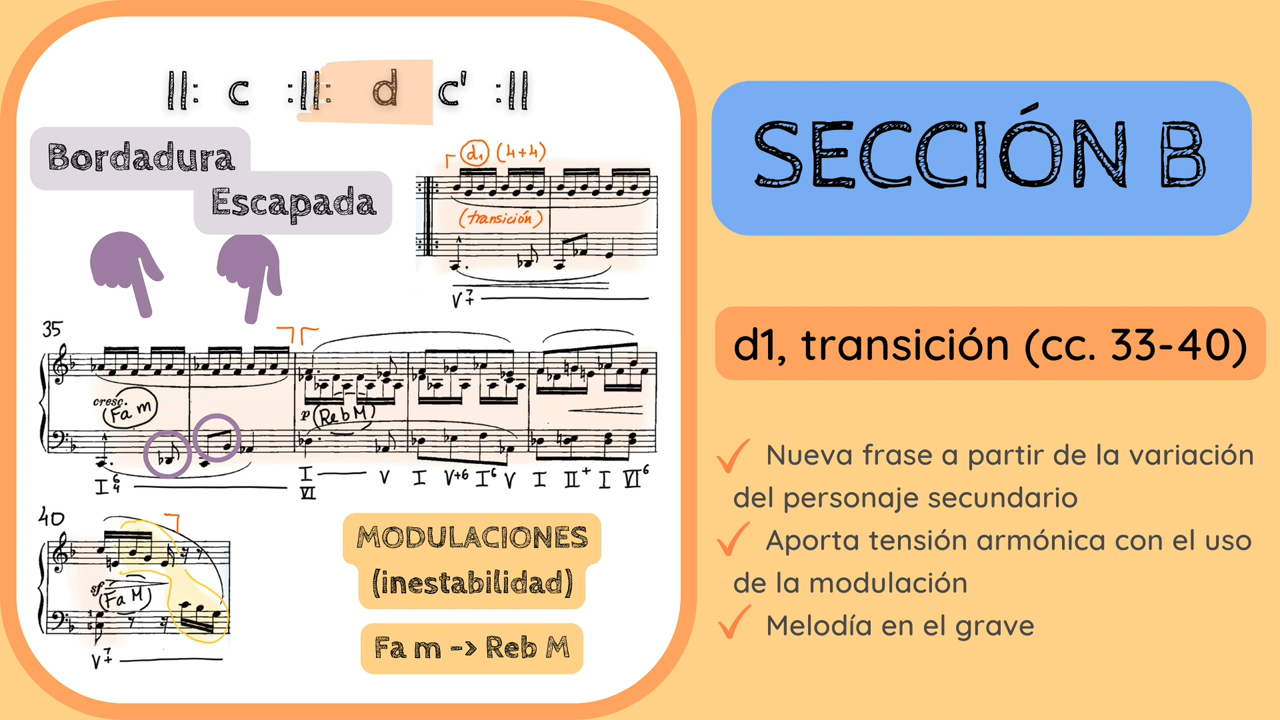 ||: c :||: d c' :||
Bordadura
Escapada
d1 (4+4)
(transición)
V7+
35
cresc.
(Fa m)
p (Reb M)
I6/4 I V I V+6 I6 V I II+ I VI6
VI
40
sf
(Fa M)
V7+
MODULACIONES
(inestabilidad)
Fa m -> Reb M
SECCIÓN B
d1, transición (cc. 33-40)
✓ Nueva frase a partir de la variación
del personaje secundario
✓ Aporta tensión armónica con el uso
de la modulación
✓ Melodía en el grave